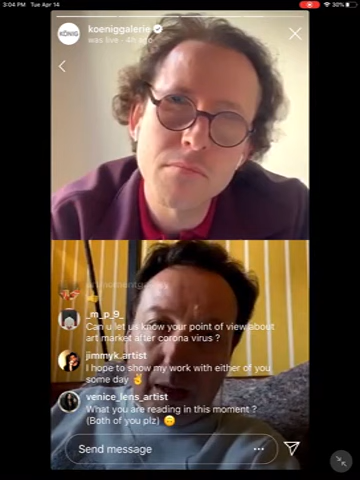 3:04 PM Tue Apr 14
30%
KÖNIG
koeniggalerie
was live · 4h ago
_m_p_9_
Can u let us know your point of view about
art market after corona virus ?
jimmyk.artist
I hope to show my work with either of you
some day
venice_lens_artist
What you are reading in this moment ?
(Both of you plz)
Send message